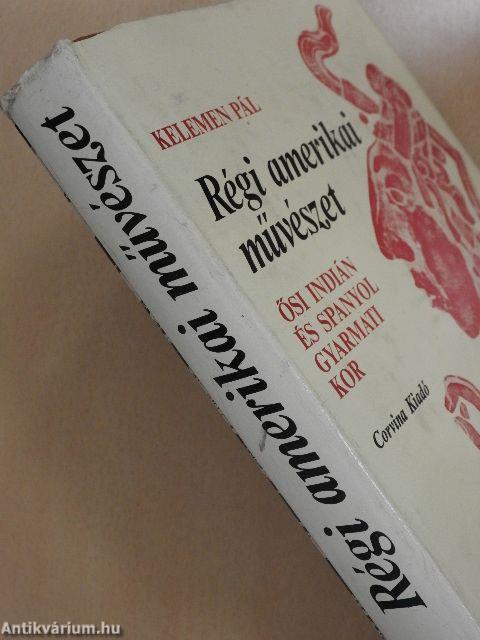 KELEMEN PÁL
Régi amerikai
művészet
ŐSI INDIÁN
ÉS SPANYOL
GYARMATI
KOR
Corvina Kiadó
Régi amerikai művészet
Antikvárium.hu